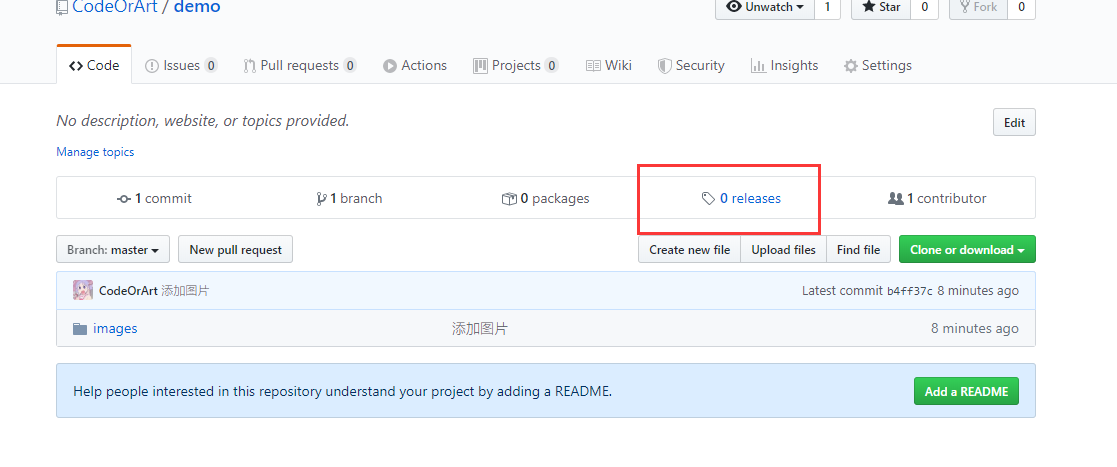 CodeOrArt / demo
Unwatch 1 Star 0 Fork 0
Code Issues 0 Pull requests 0 Actions Projects 0 Wiki Security Insights Settings
No description, website, or topics provided. Edit
Manage topics
1 commit 1 branch 0 packages 0 releases 1 contributor
Branch: master New pull request Create new file Upload files Find file Clone or download
CodeOrArt 添加图片 Latest commit b4ff37c 8 minutes ago
images 添加图片 8 minutes ago
Help people interested in this repository understand your project by adding a README. Add a README